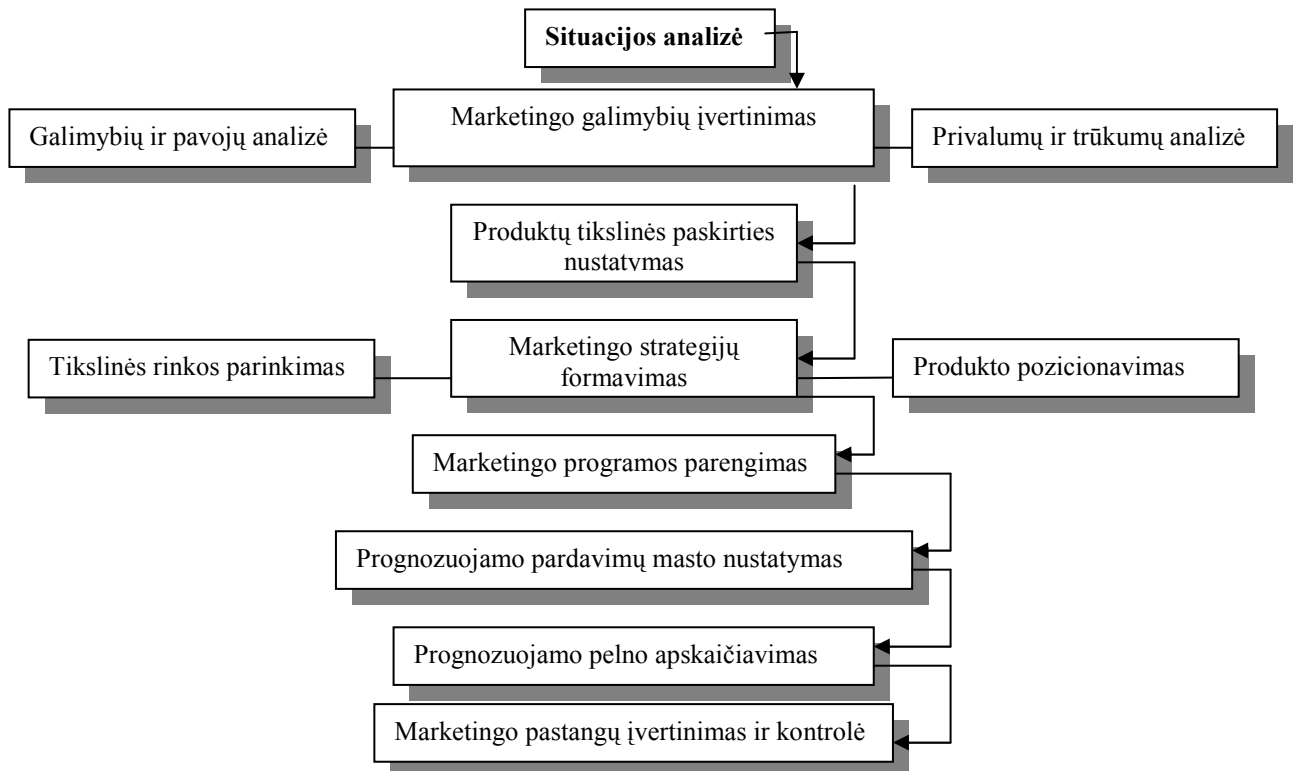 Situacijos analizė
Marketingo galimybių įvertinimas
Galimybių ir pavojų analizė
Privalumų ir trūkumų analizė
Produktų tikslinės paskirties
nustatymas
Marketingo strategijų
formavimas
Tikslinės rinkos parinkimas
Produkto pozicionavimas
Marketingo programos parengimas
Prognozuojamo pardavimų masto nustatymas
Prognozuojamo pelno apskaičiavimas
Marketingo pastangų įvertinimas ir kontrolė